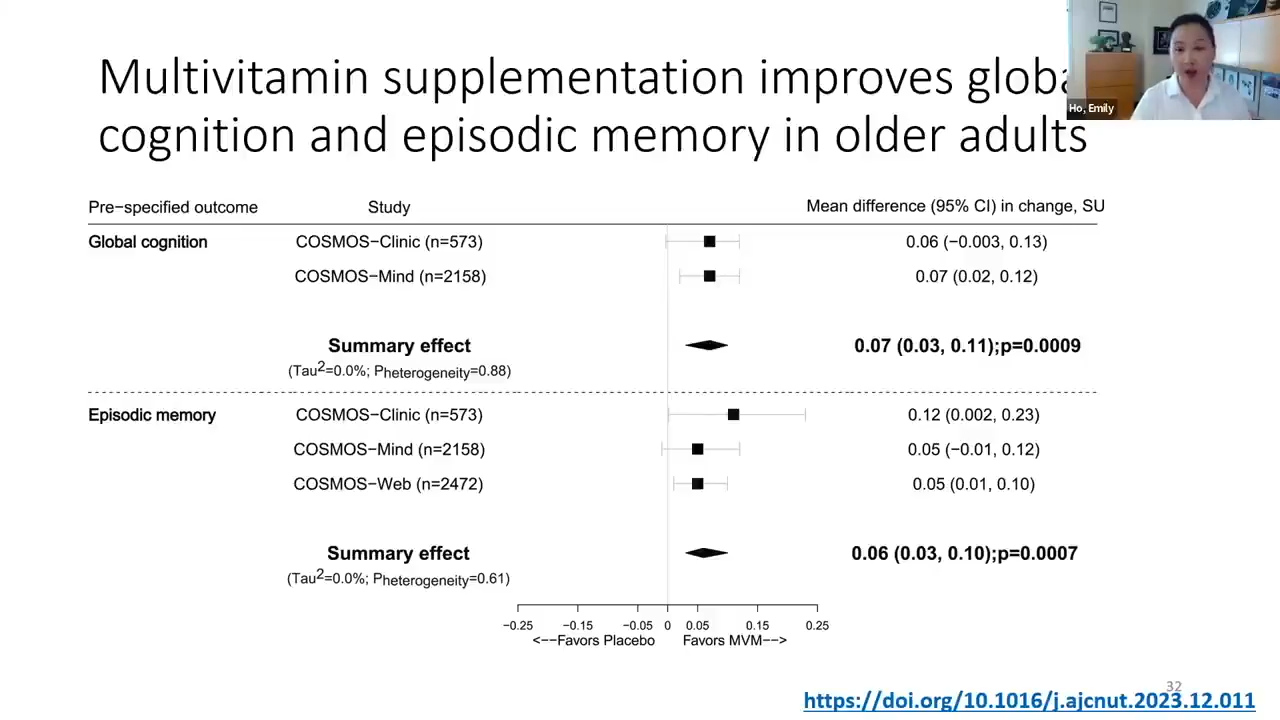 Multivitamin supplementation improves globa
cognition and episodic memory in older adults
Ho, Emily
Pre−specified outcome Study Mean difference (95% CI) in change, SU
Global cognition COSMOS−Clinic (n=573) 0.06 (−0.003, 0.13)
COSMOS−Mind (n=2158) 0.07 (0.02, 0.12)
Summary effect 0.07 (0.03, 0.11);p=0.0009
(Tau2=0.0%; Pheterogeneity=0.88)
Episodic memory COSMOS−Clinic (n=573) 0.12 (0.002, 0.23)
COSMOS−Mind (n=2158) 0.05 (−0.01, 0.12)
COSMOS−Web (n=2472) 0.05 (0.01, 0.10)
Summary effect 0.06 (0.03, 0.10);p=0.0007
(Tau2=0.0%; Pheterogeneity=0.61)
−0.25 −0.15 −0.05 0 0.05 0.15 0.25
<−−Favors Placebo Favors MVM−−>
32
https://doi.org/10.1016/j.ajcnut.2023.12.011